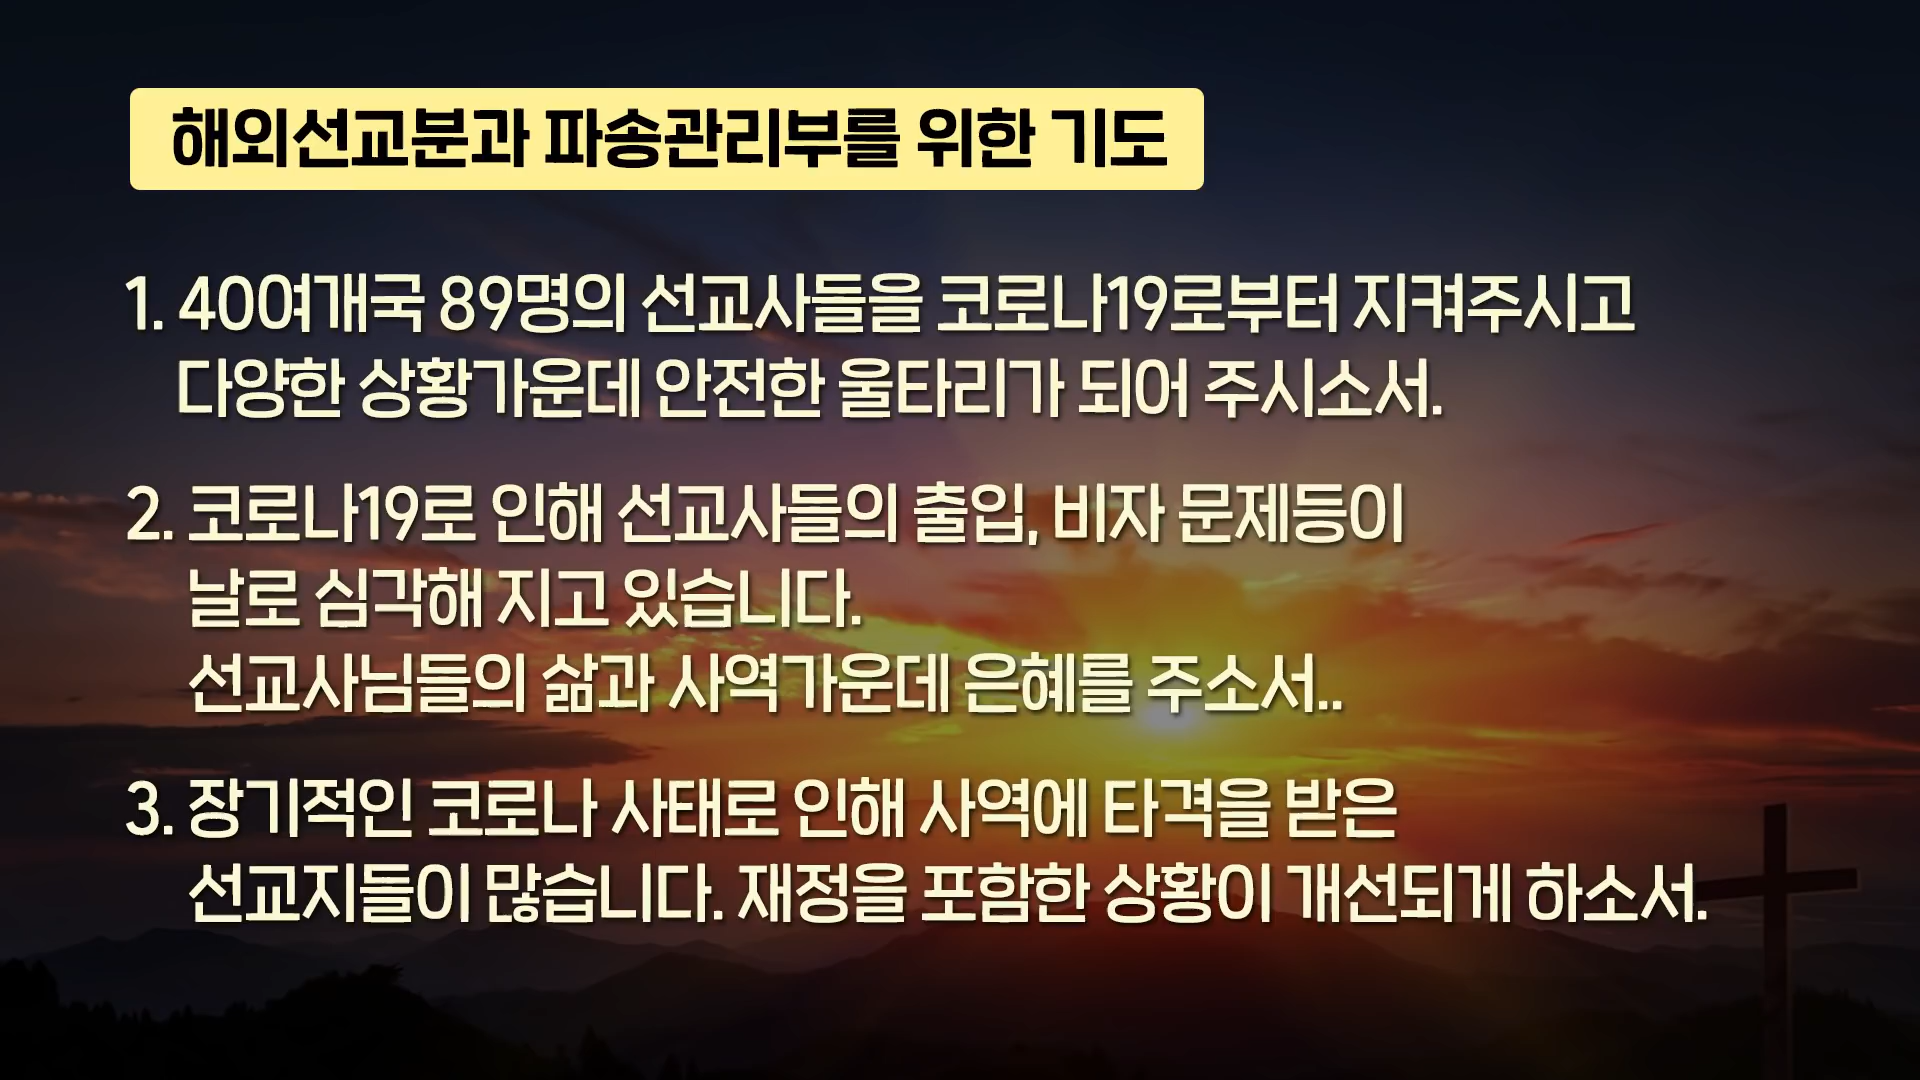 해외선교분과 파송관리부를 위한 기도
1. 40여개국 89명의 선교사들을 코로나19로부터 지켜주시고
다양한 상황가운데 안전한 울타리가 되어 주시소서.
2. 코로나19로 인해 선교사들의 출입, 비자 문제등이
날로 심각해 지고 있습니다.
선교사님들의 삶과 사역가운데 은혜를 주소서..
3. 장기적인 코로나 사태로 인해 사역에 타격을 받은
선교지들이 많습니다. 재정을 포함한 상황이 개선되게 하소서.